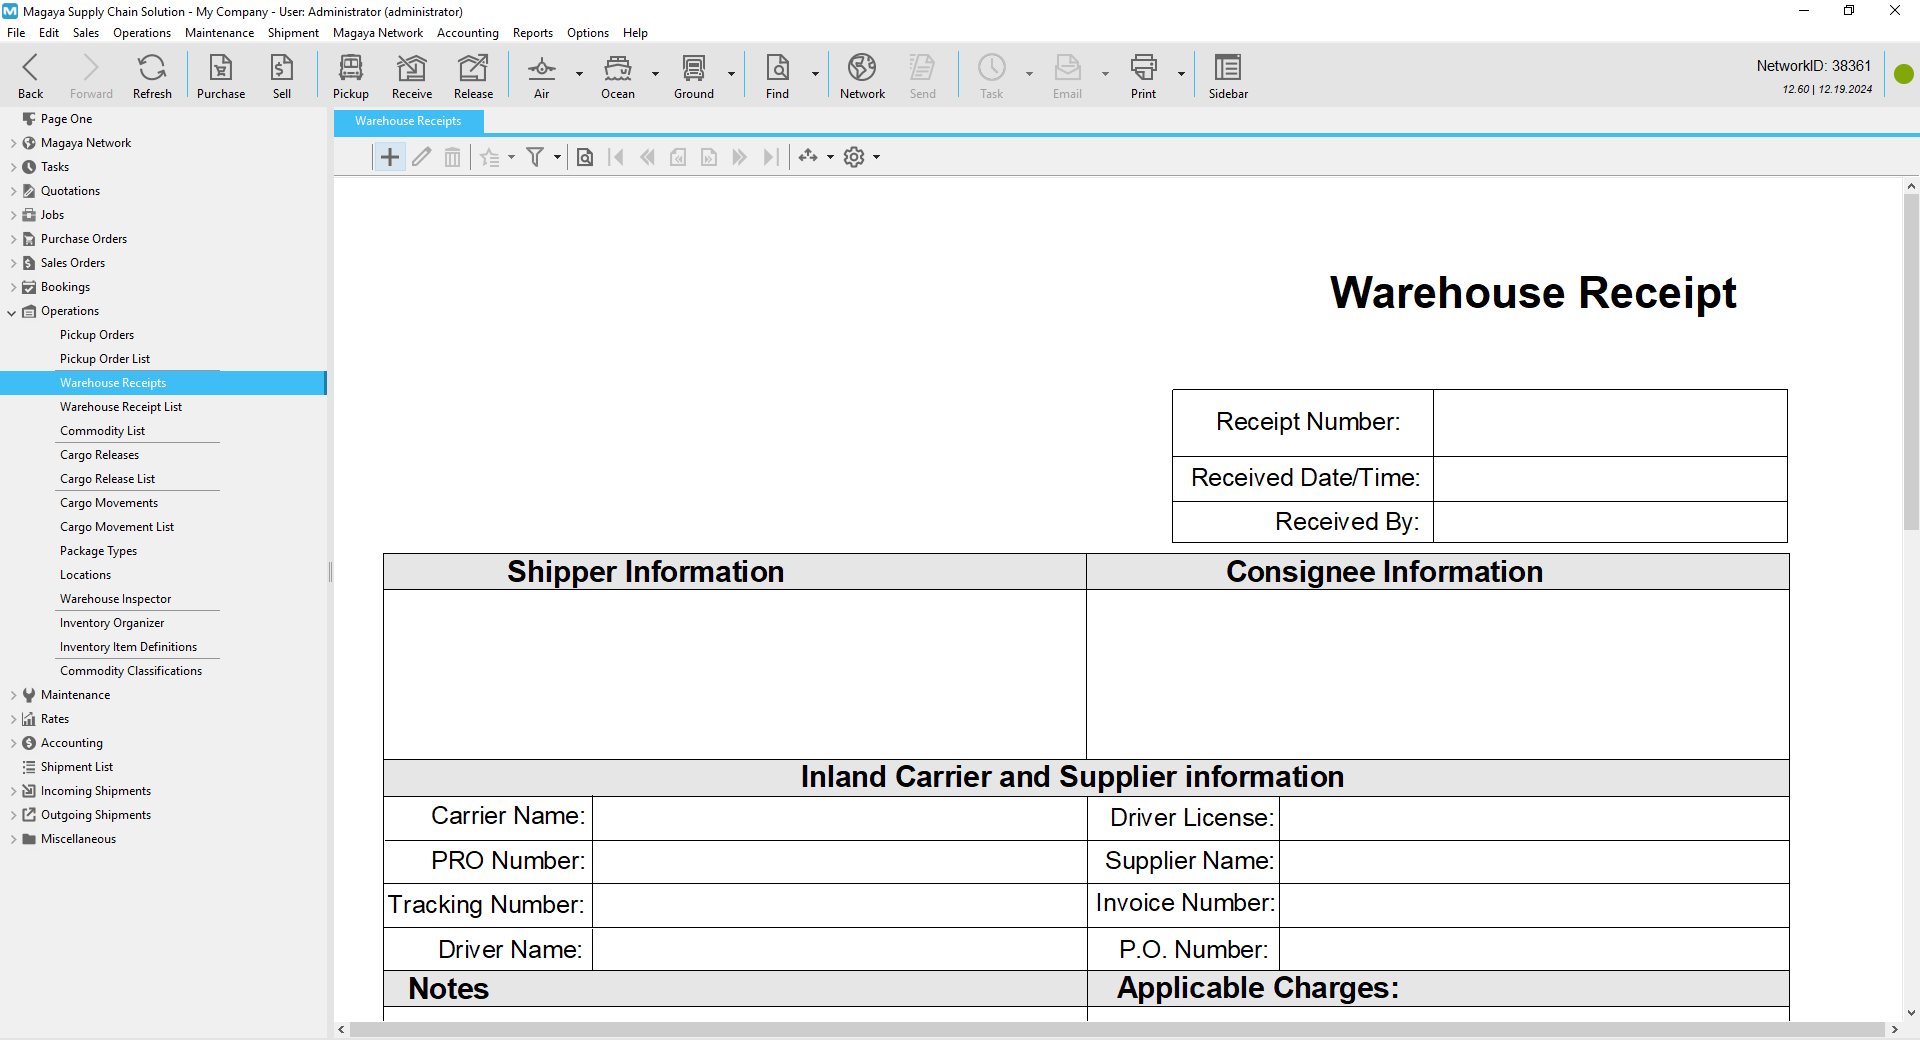 Magaya Supply Chain Solution - My Company - User: Administrator (administrator)
File Edit Sales Operations Maintenance Shipment Magaya Network Accounting Reports Options Help
Back Forward Refresh Purchase Sell Pickup Receive Release Air Ocean Ground Find Network Send Task Email Print Sidebar
NetworkID: 38361
12.60 | 12.19.2024
Page One
Magaya Network
Tasks
Quotations
Jobs
Purchase Orders
Sales Orders
Bookings
Operations
Pickup Orders
Pickup Order List
Warehouse Receipts
Warehouse Receipt List
Commodity List
Cargo Releases
Cargo Release List
Cargo Movements
Cargo Movement List
Package Types
Locations
Warehouse Inspector
Inventory Organizer
Inventory Item Definitions
Commodity Classifications
Maintenance
Rates
Accounting
Shipment List
Incoming Shipments
Outgoing Shipments
Miscellaneous
Warehouse Receipts
Warehouse Receipt
Receipt Number:
Received Date/Time:
Received By:
Shipper Information Consignee Information
Inland Carrier and Supplier information
Carrier Name: Driver License:
PRO Number: Supplier Name:
Tracking Number: Invoice Number:
Driver Name: P.O. Number:
Notes Applicable Charges: